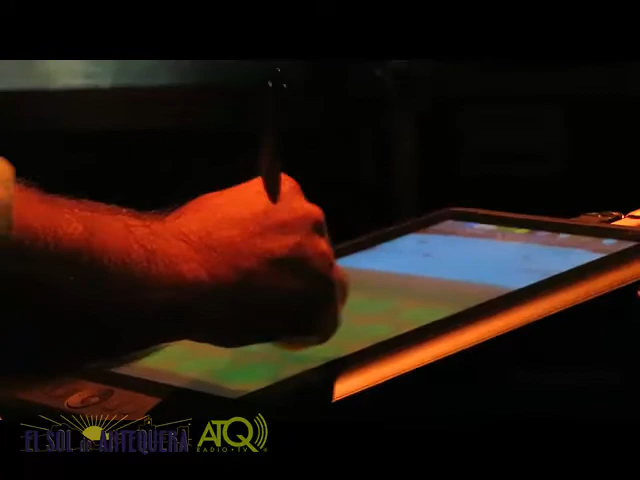 EL SOL de ANTEQUERA
ATQ
RADIO • TV